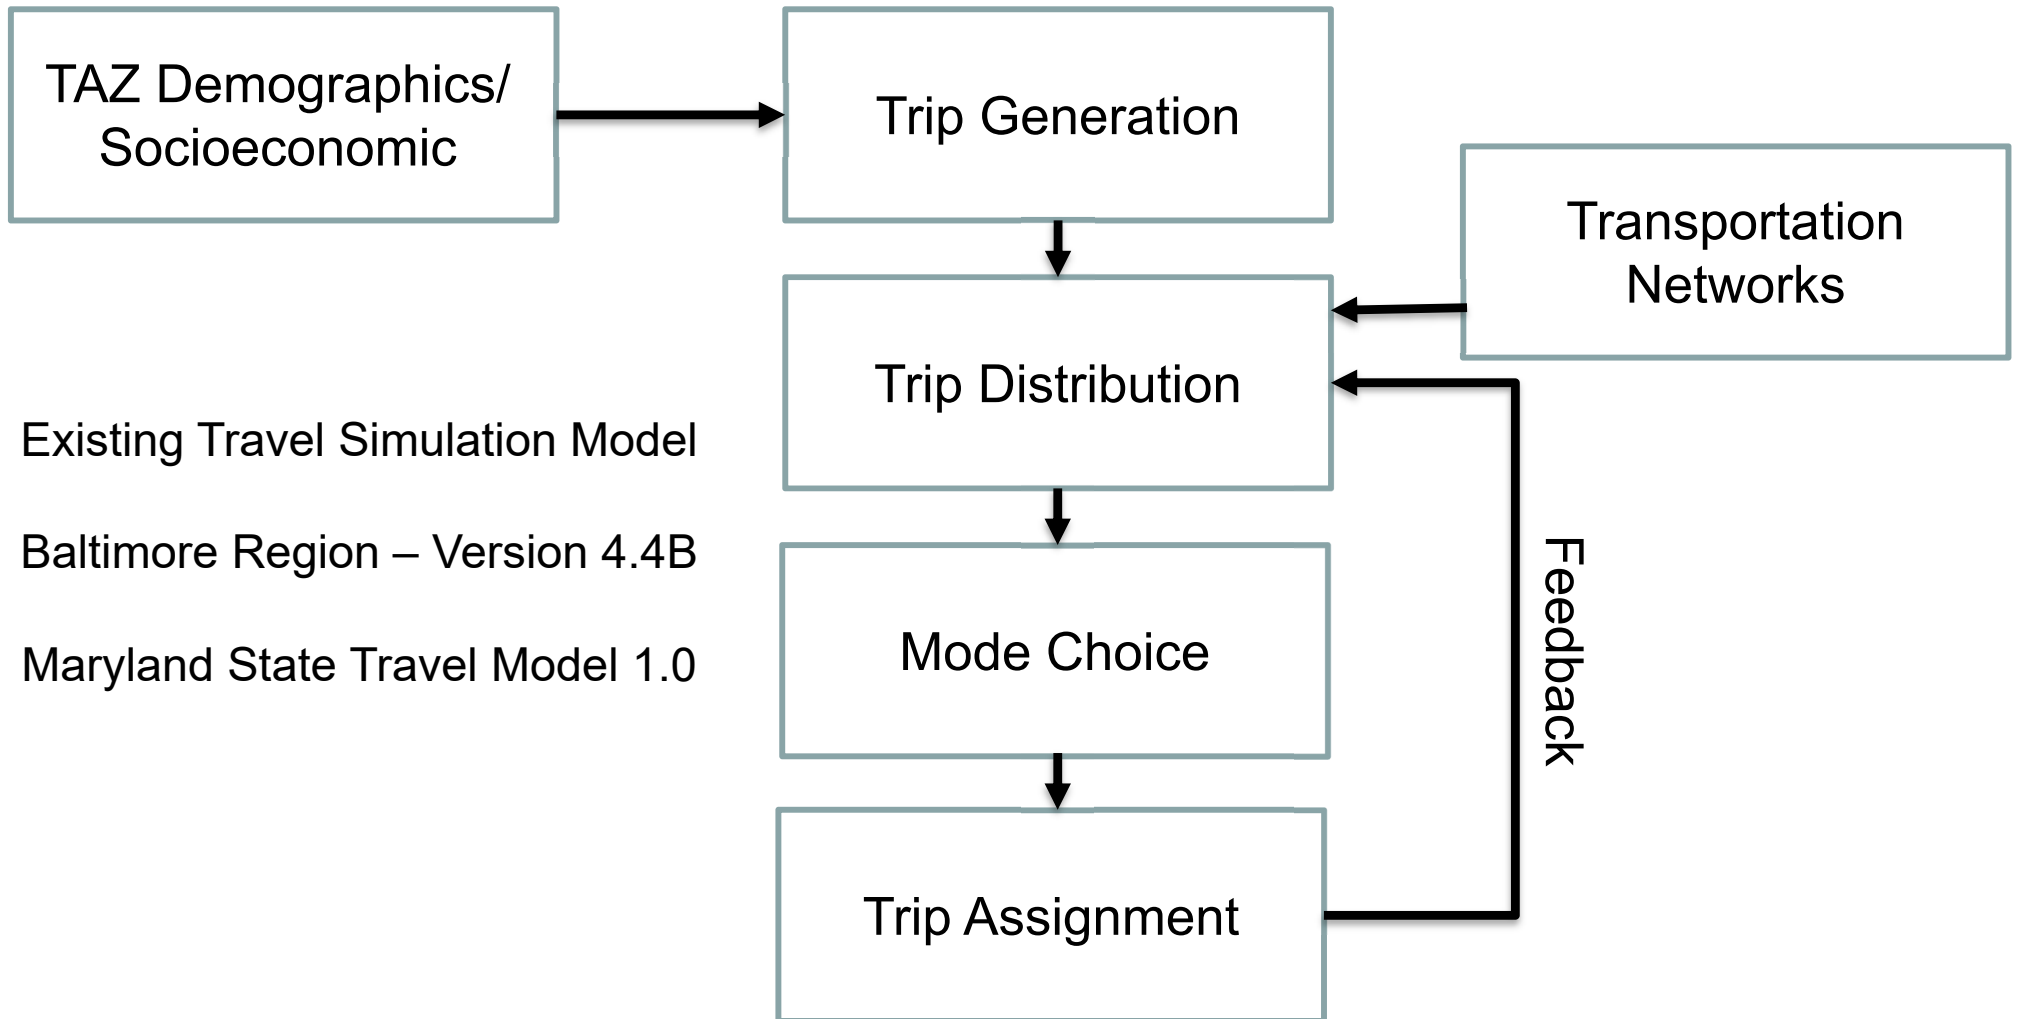 TAZ Demographics/
Socioeconomic
Trip Generation
Transportation
Networks
Trip Distribution
Existing Travel Simulation Model
Baltimore Region – Version 4.4B
Maryland State Travel Model 1.0
Feedback
Mode Choice
Trip Assignment